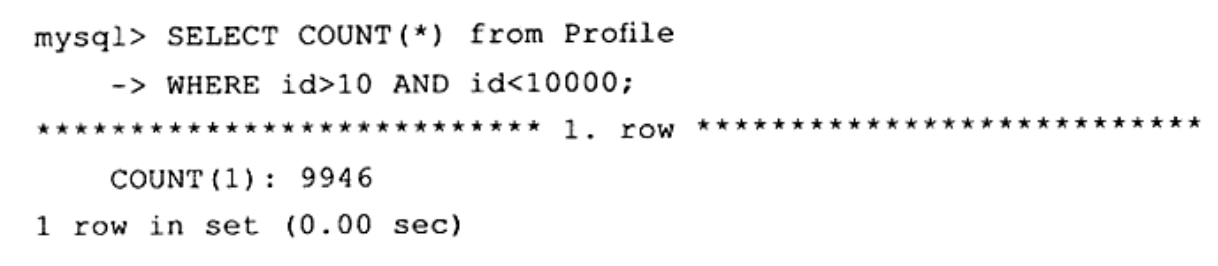 mysql> SELECT COUNT(*) from Profile
-> WHERE id>10 AND id<10000;
*************************** 1. row ***************************
COUNT(1): 9946
1 row in set (0.00 sec)